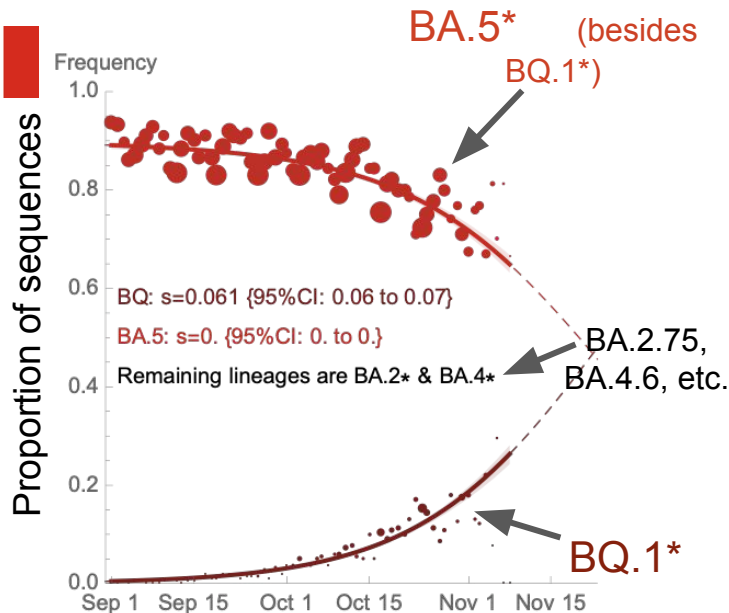 BA.5* (besides
BQ.1*)
Frequency
Proportion of sequences
1.0
0.8
0.6
0.4
0.2
0.0
BQ: s=0.061 {95%CI: 0.06 to 0.07}
BA.5: s=0. {95%CI: 0. to 0.}
Remaining lineages are BA.2* & BA.4*
BA.2.75,
BA.4.6, etc.
BQ.1*
Sep 1 Sep 15 Oct 1 Oct 15 Nov 1 Nov 15